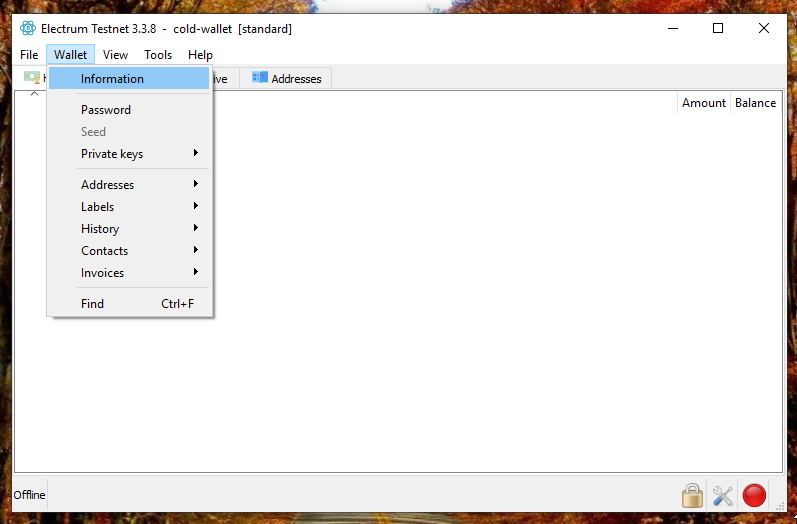 Electrum Testnet 3.3.8 - cold-wallet [standard]
File Wallet View Tools Help
Addresses
Amount Balance
Information
Password
Seed
Private keys
Addresses
Labels
History
Contacts
Invoices
Find Ctrl+F
Offline